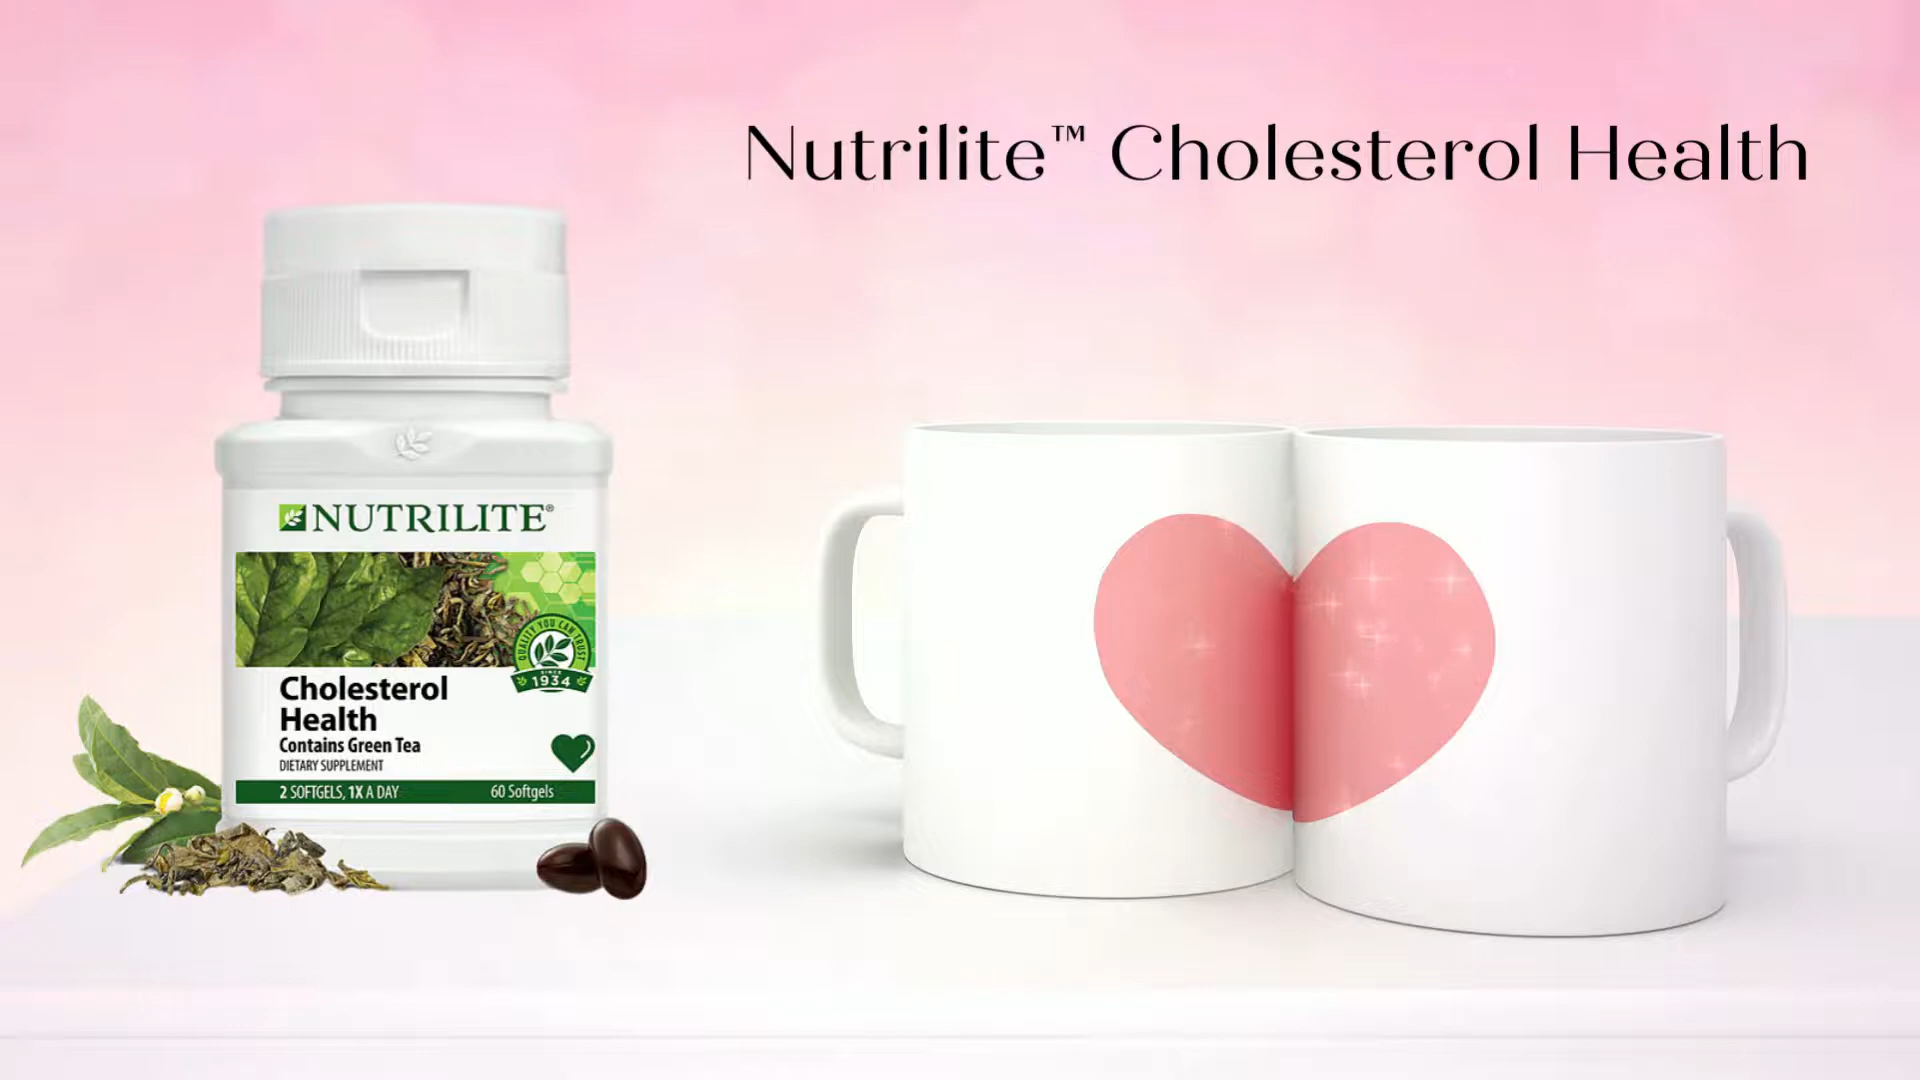 Nutrilite™ Cholesterol Health
NUTRILITE®
QUALITY YOU CAN TRUST
SINCE
1934
Cholesterol
Health
Contains Green Tea
DIETARY SUPPLEMENT
2 SOFTGELS, 1X A DAY 60 Softgels